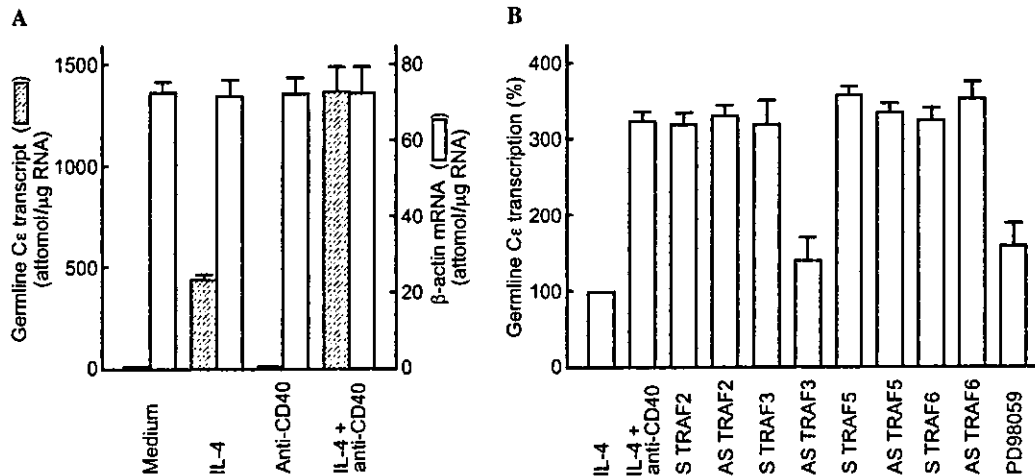 A
Germline Cε transcript ( )
(attomol/μg RNA)
1500
1000
500
0
80
60
40
20
0
β-actin mRNA ( )
(attomol/μg RNA)
Medium
IL-4
Anti-CD40
IL-4 +
anti-CD40
B
Germline Cε transcription (%)
400
300
200
100
0
IL-4
IL-4 +
anti-CD40
S TRAF2
AS TRAF2
S TRAF3
AS TRAF3
S TRAF5
AS TRAF5
S TRAF6
AS TRAF6
PD98059